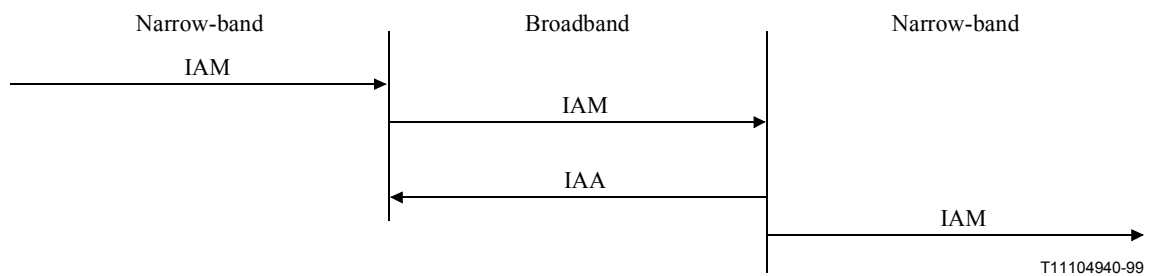 Narrow-band Broadband Narrow-band
IAM
IAM
IAA
IAM
T11104940-99